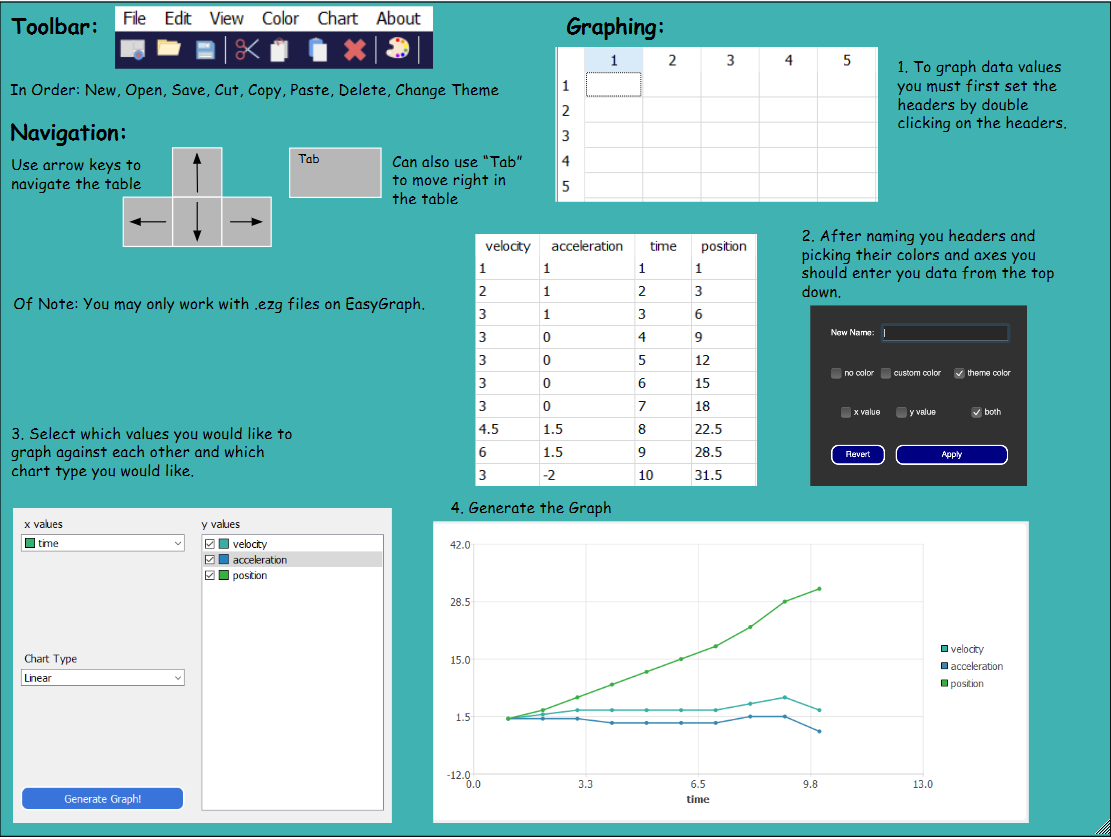 Toolbar:
File Edit View Color Chart About
In Order: New, Open, Save, Cut, Copy, Paste, Delete, Change Theme
Navigation:
Use arrow keys to
navigate the table
Tab
Can also use “Tab”
to move right in
the table
Of Note: You may only work with .ezg files on EasyGraph.
Graphing:
1 2 3 4 5
1
2
3
4
5
1. To graph data values
you must first set the
headers by double
clicking on the headers.
velocity acceleration time position
1 1 1 1
2 1 2 3
3 1 3 6
3 0 4 9
3 0 5 12
3 0 6 15
3 0 7 18
4.5 1.5 8 22.5
6 1.5 9 28.5
3 -2 10 31.5
2. After naming you headers and
picking their colors and axes you
should enter you data from the top
down.
New Name:
no color custom color theme color
x value y value both
Revert Apply
3. Select which values you would like to
graph against each other and which
chart type you would like.
x values
time
Chart Type
Linear
Generate Graph!
y values
velocity
acceleration
position
4. Generate the Graph
42.0
28.5
15.0
1.5
-12.0
0.0 3.3 6.5 9.8 13.0
time
velocity
acceleration
position